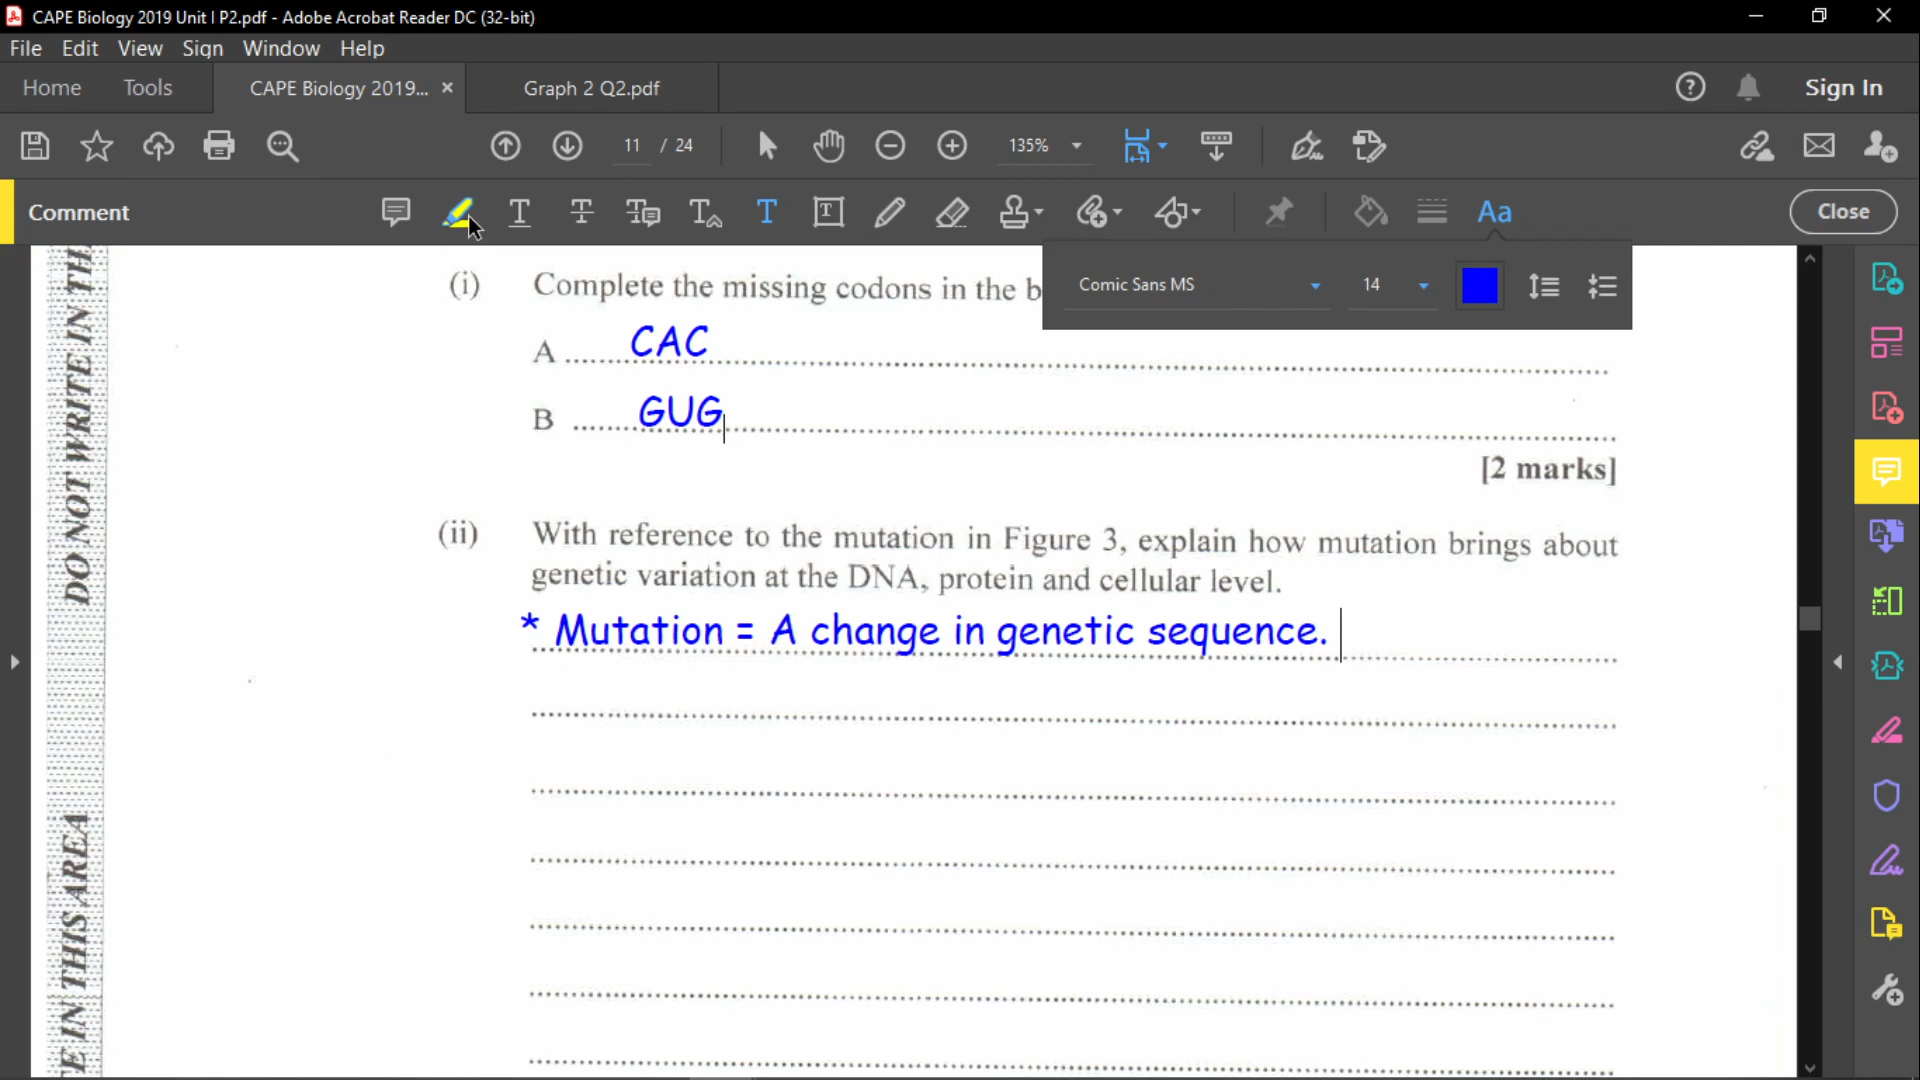 CAPE Biology 2019 Unit I P2.pdf - Adobe Acrobat Reader DC (32-bit)
File Edit View Sign Window Help
Home Tools CAPE Biology 2019... × Graph 2 Q2.pdf Sign In
11 / 24 135%
Comment Aa Close
Comic Sans MS 14
(i) Complete the missing codons in the b
A ...... CAC
B ...... GUG
[2 marks]
(ii) With reference to the mutation in Figure 3, explain how mutation brings about
genetic variation at the DNA, protein and cellular level.
* Mutation = A change in genetic sequence.
DO NOT WRITE IN TH
E IN THIS AREA